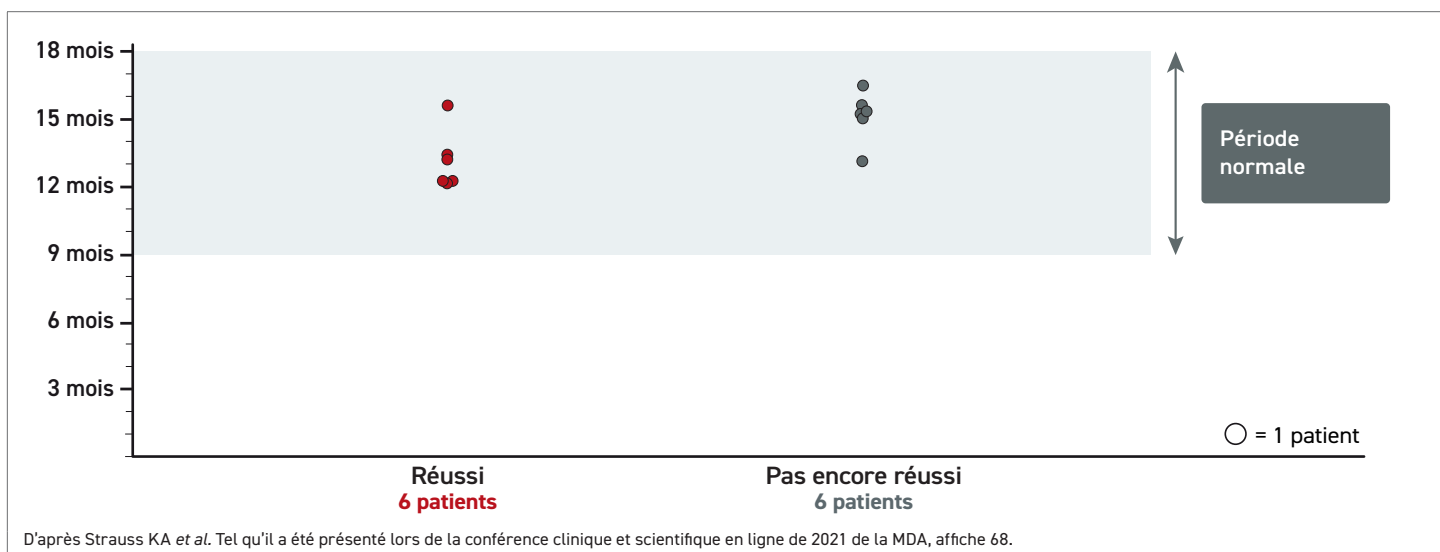 18 mois
15 mois
12 mois
9 mois
6 mois
3 mois
Période
normale
= 1 patient
Réussi
6 patients
Pas encore réussi
6 patients
D'après Strauss KA et al. Tel qu'il a été présenté lors de la conférence clinique et scientifique en ligne de 2021 de la MDA, affiche 68.